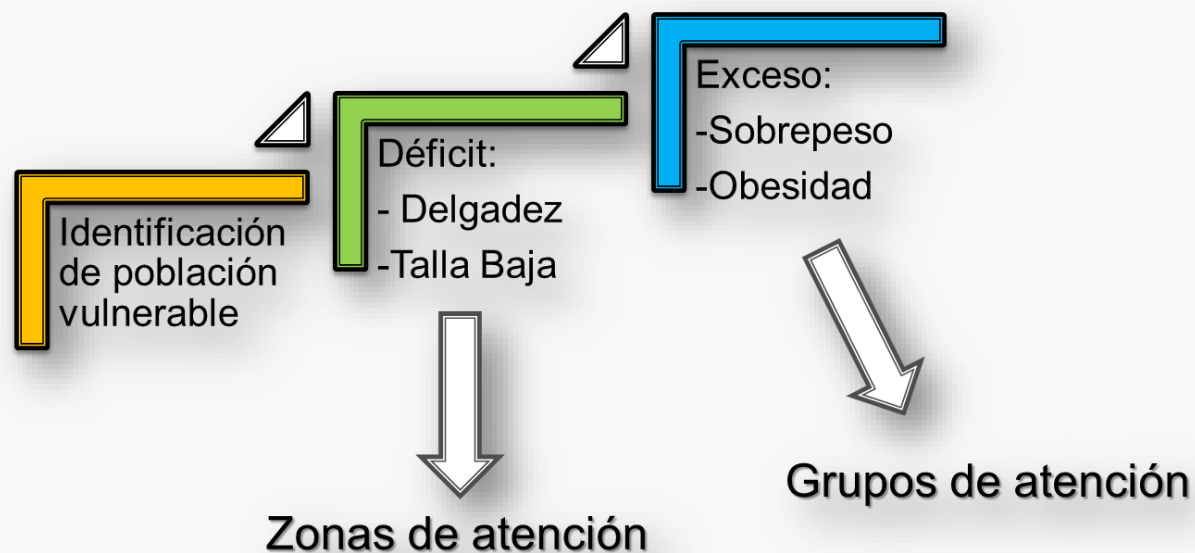 Identificación
de población
vulnerable
Déficit:
- Delgadez
-Talla Baja
Exceso:
-Sobrepeso
-Obesidad
Zonas de atención
Grupos de atención